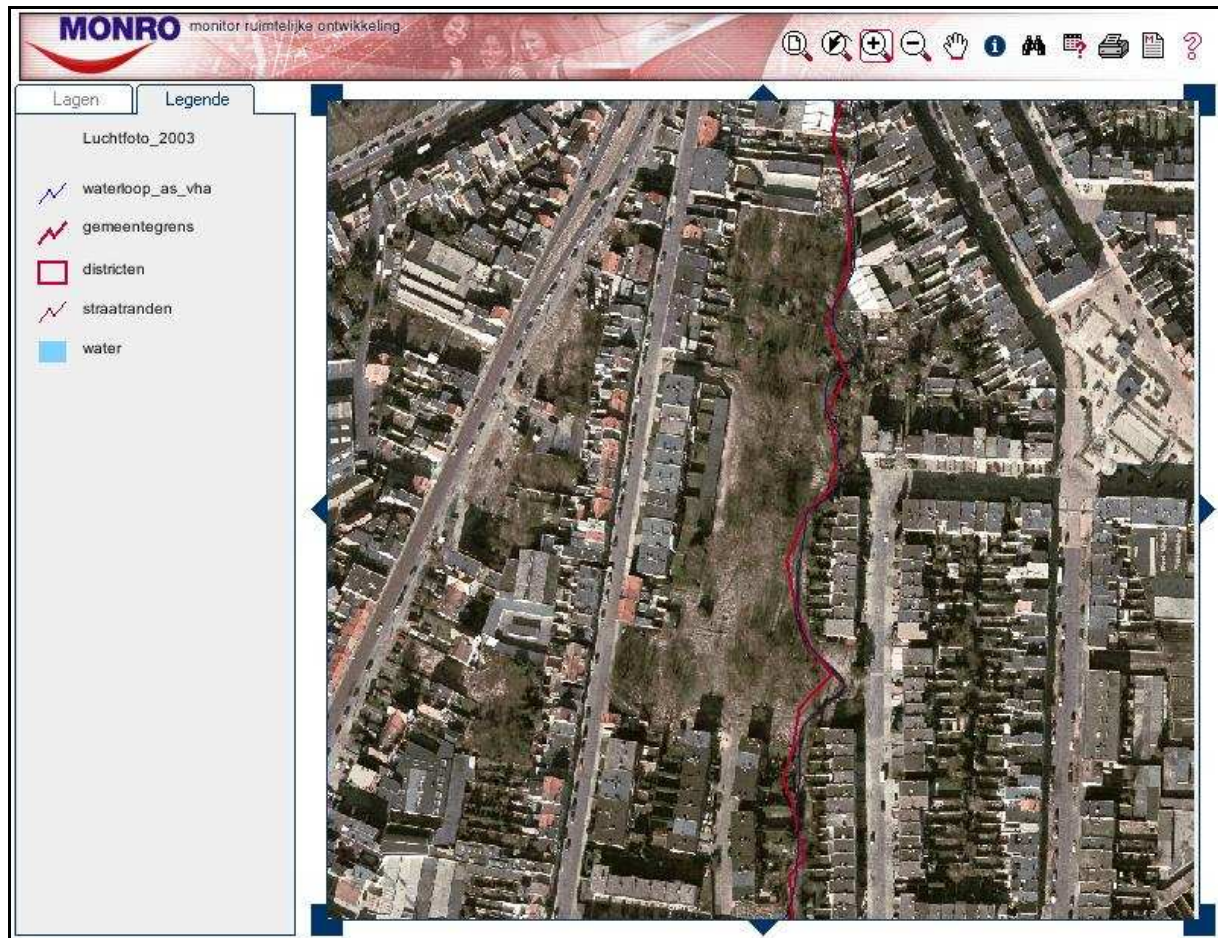 MONRO monitor ruimtelijke ontwikkeling
Lagen
Legende
Luchtfoto_2003
waterloop_as_vha
gemeentegrens
districten
straatranden
water